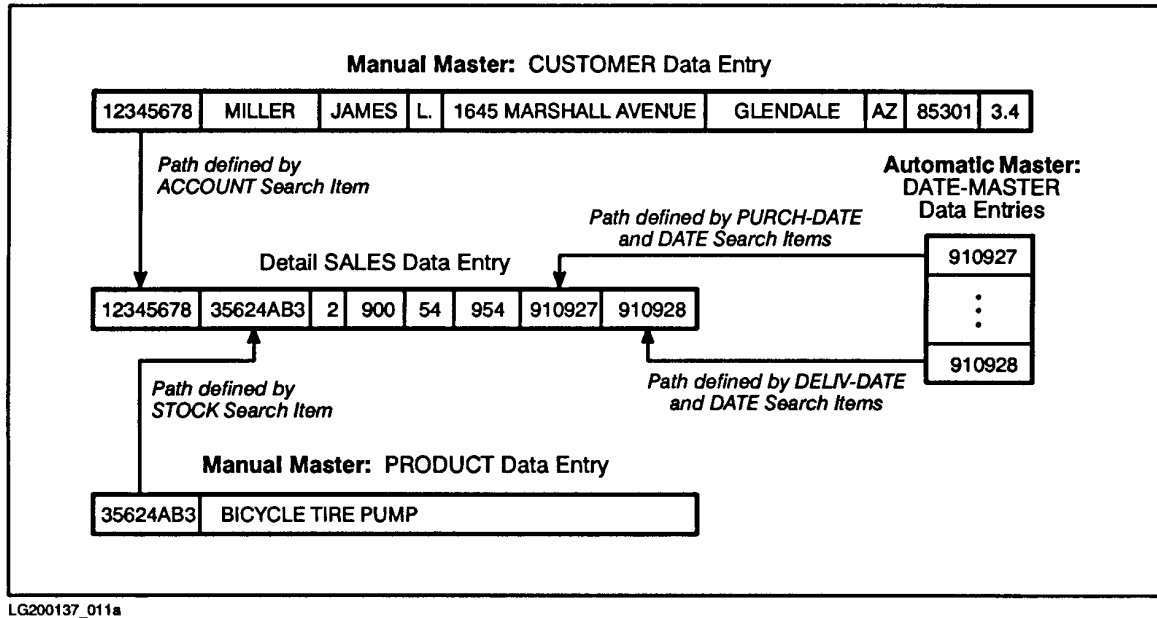 Manual Master: CUSTOMER Data Entry
12345678 MILLER JAMES L. 1645 MARSHALL AVENUE GLENDALE AZ 85301 3.4
Path defined by
ACCOUNT Search Item
Automatic Master:
DATE-MASTER
Data Entries
Path defined by PURCH-DATE
and DATE Search Items
910927
910928
Detail SALES Data Entry
12345678 35624AB3 2 900 54 954 910927 910928
Path defined by
STOCK Search Item
Path defined by DELIV-DATE
and DATE Search Items
Manual Master: PRODUCT Data Entry
35624AB3 BICYCLE TIRE PUMP
LG200137_011a